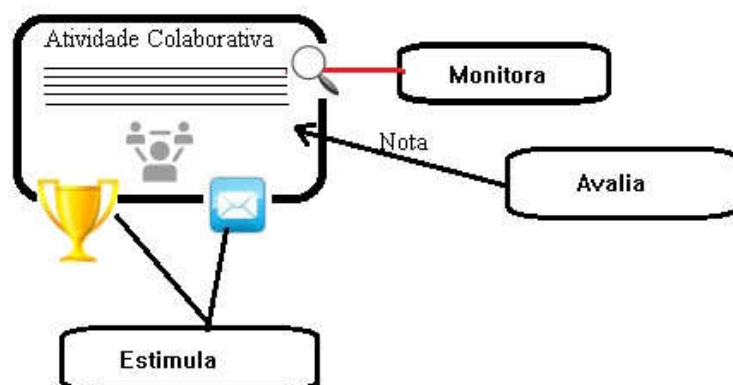 Atividade Colaborativa
Monitora
Nota
Avalia
Estimula